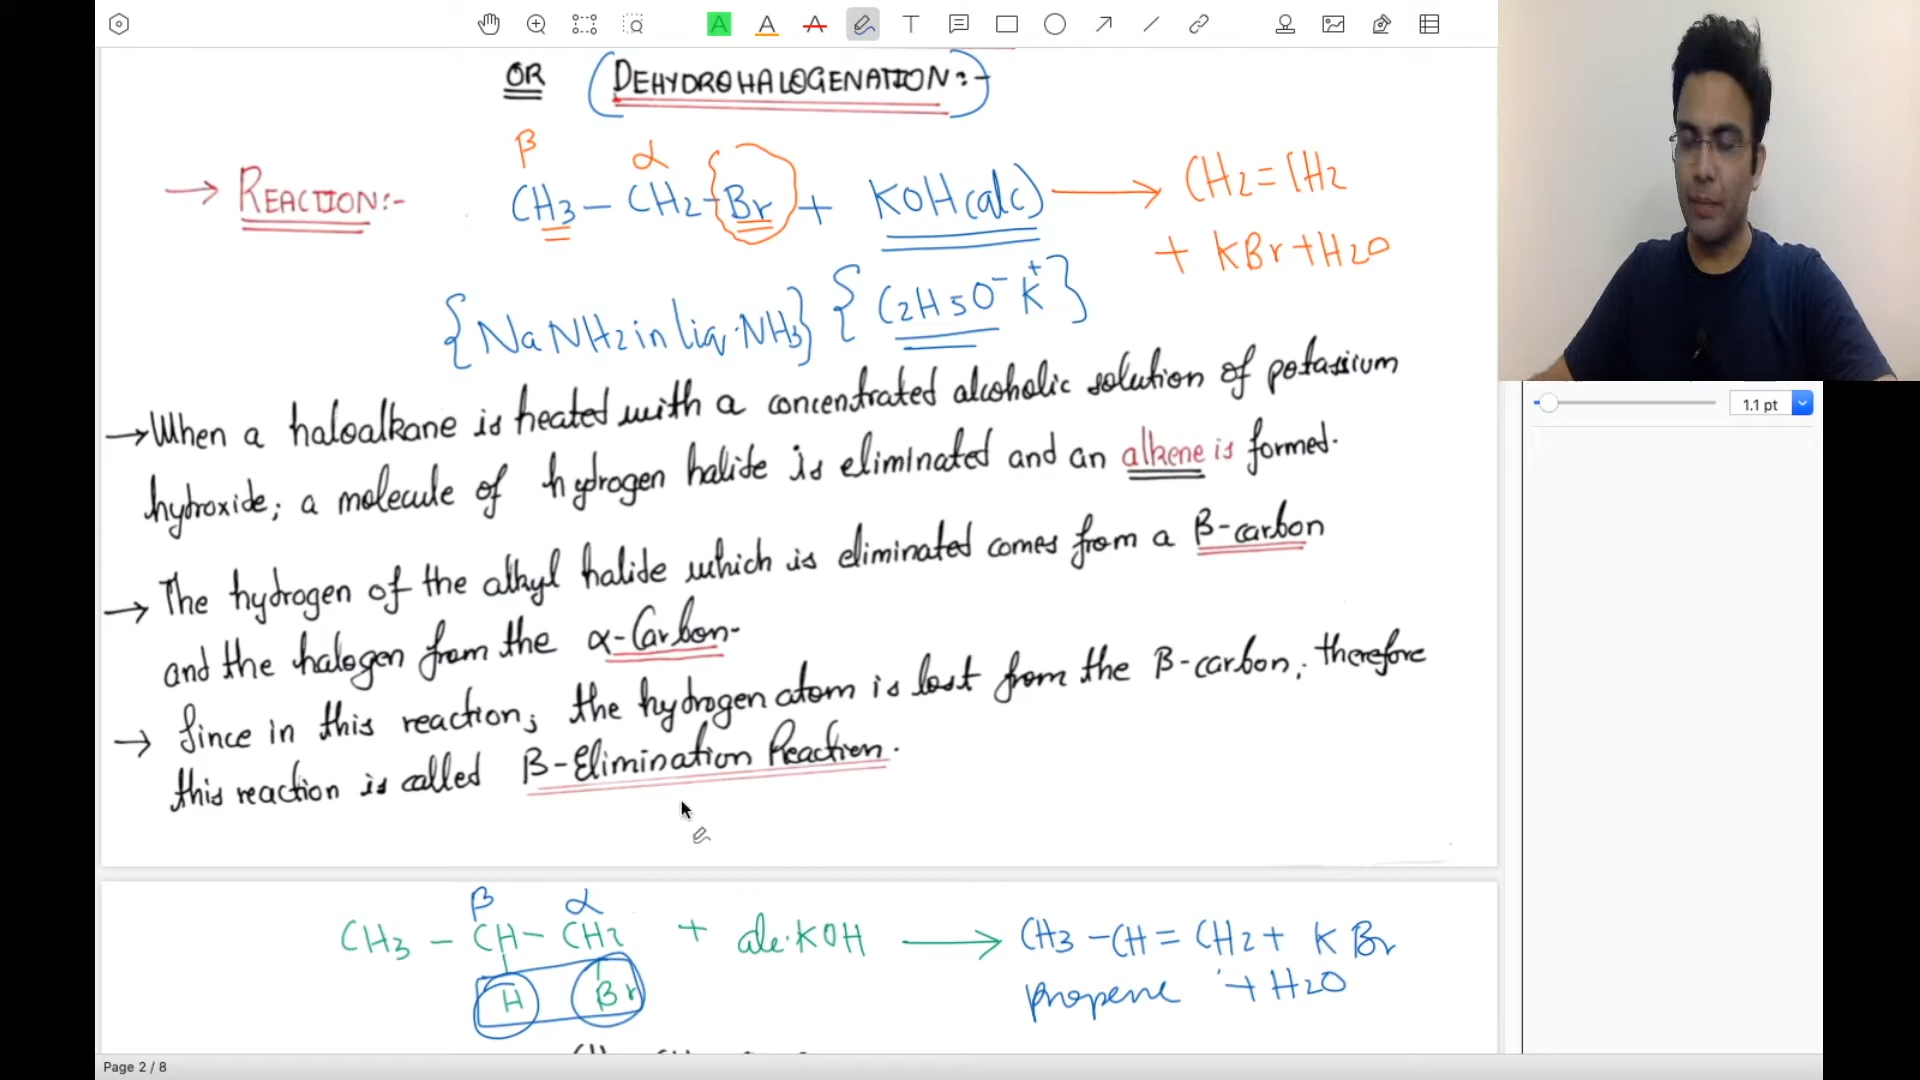 OR (DEHYDROHALOGENATION:-)
β α
→ REACTION:- CH3 – CH2 – Br + KOH(alc) ⟶ CH2=CH2
+ KBr + H2O
{NaNH2 in liq. NH3} {C2H5O⁻ K⁺}
→ When a haloalkane is heated with a concentrated alcoholic solution of potassium
hydroxide; a molecule of hydrogen halide is eliminated and an alkene is formed.
→ The hydrogen of the alkyl halide which is eliminated comes from a β-carbon
and the halogen from the α-Carbon-
→ Since in this reaction; the hydrogen atom is lost from the β-carbon; therefore
this reaction is called β-Elimination Reaction.
β α
CH3 – CH – CH2 + alc. KOH ⟶ CH3 – CH = CH2 + KBr
H Br propene + H2O
1.1 pt
Page 2 / 8